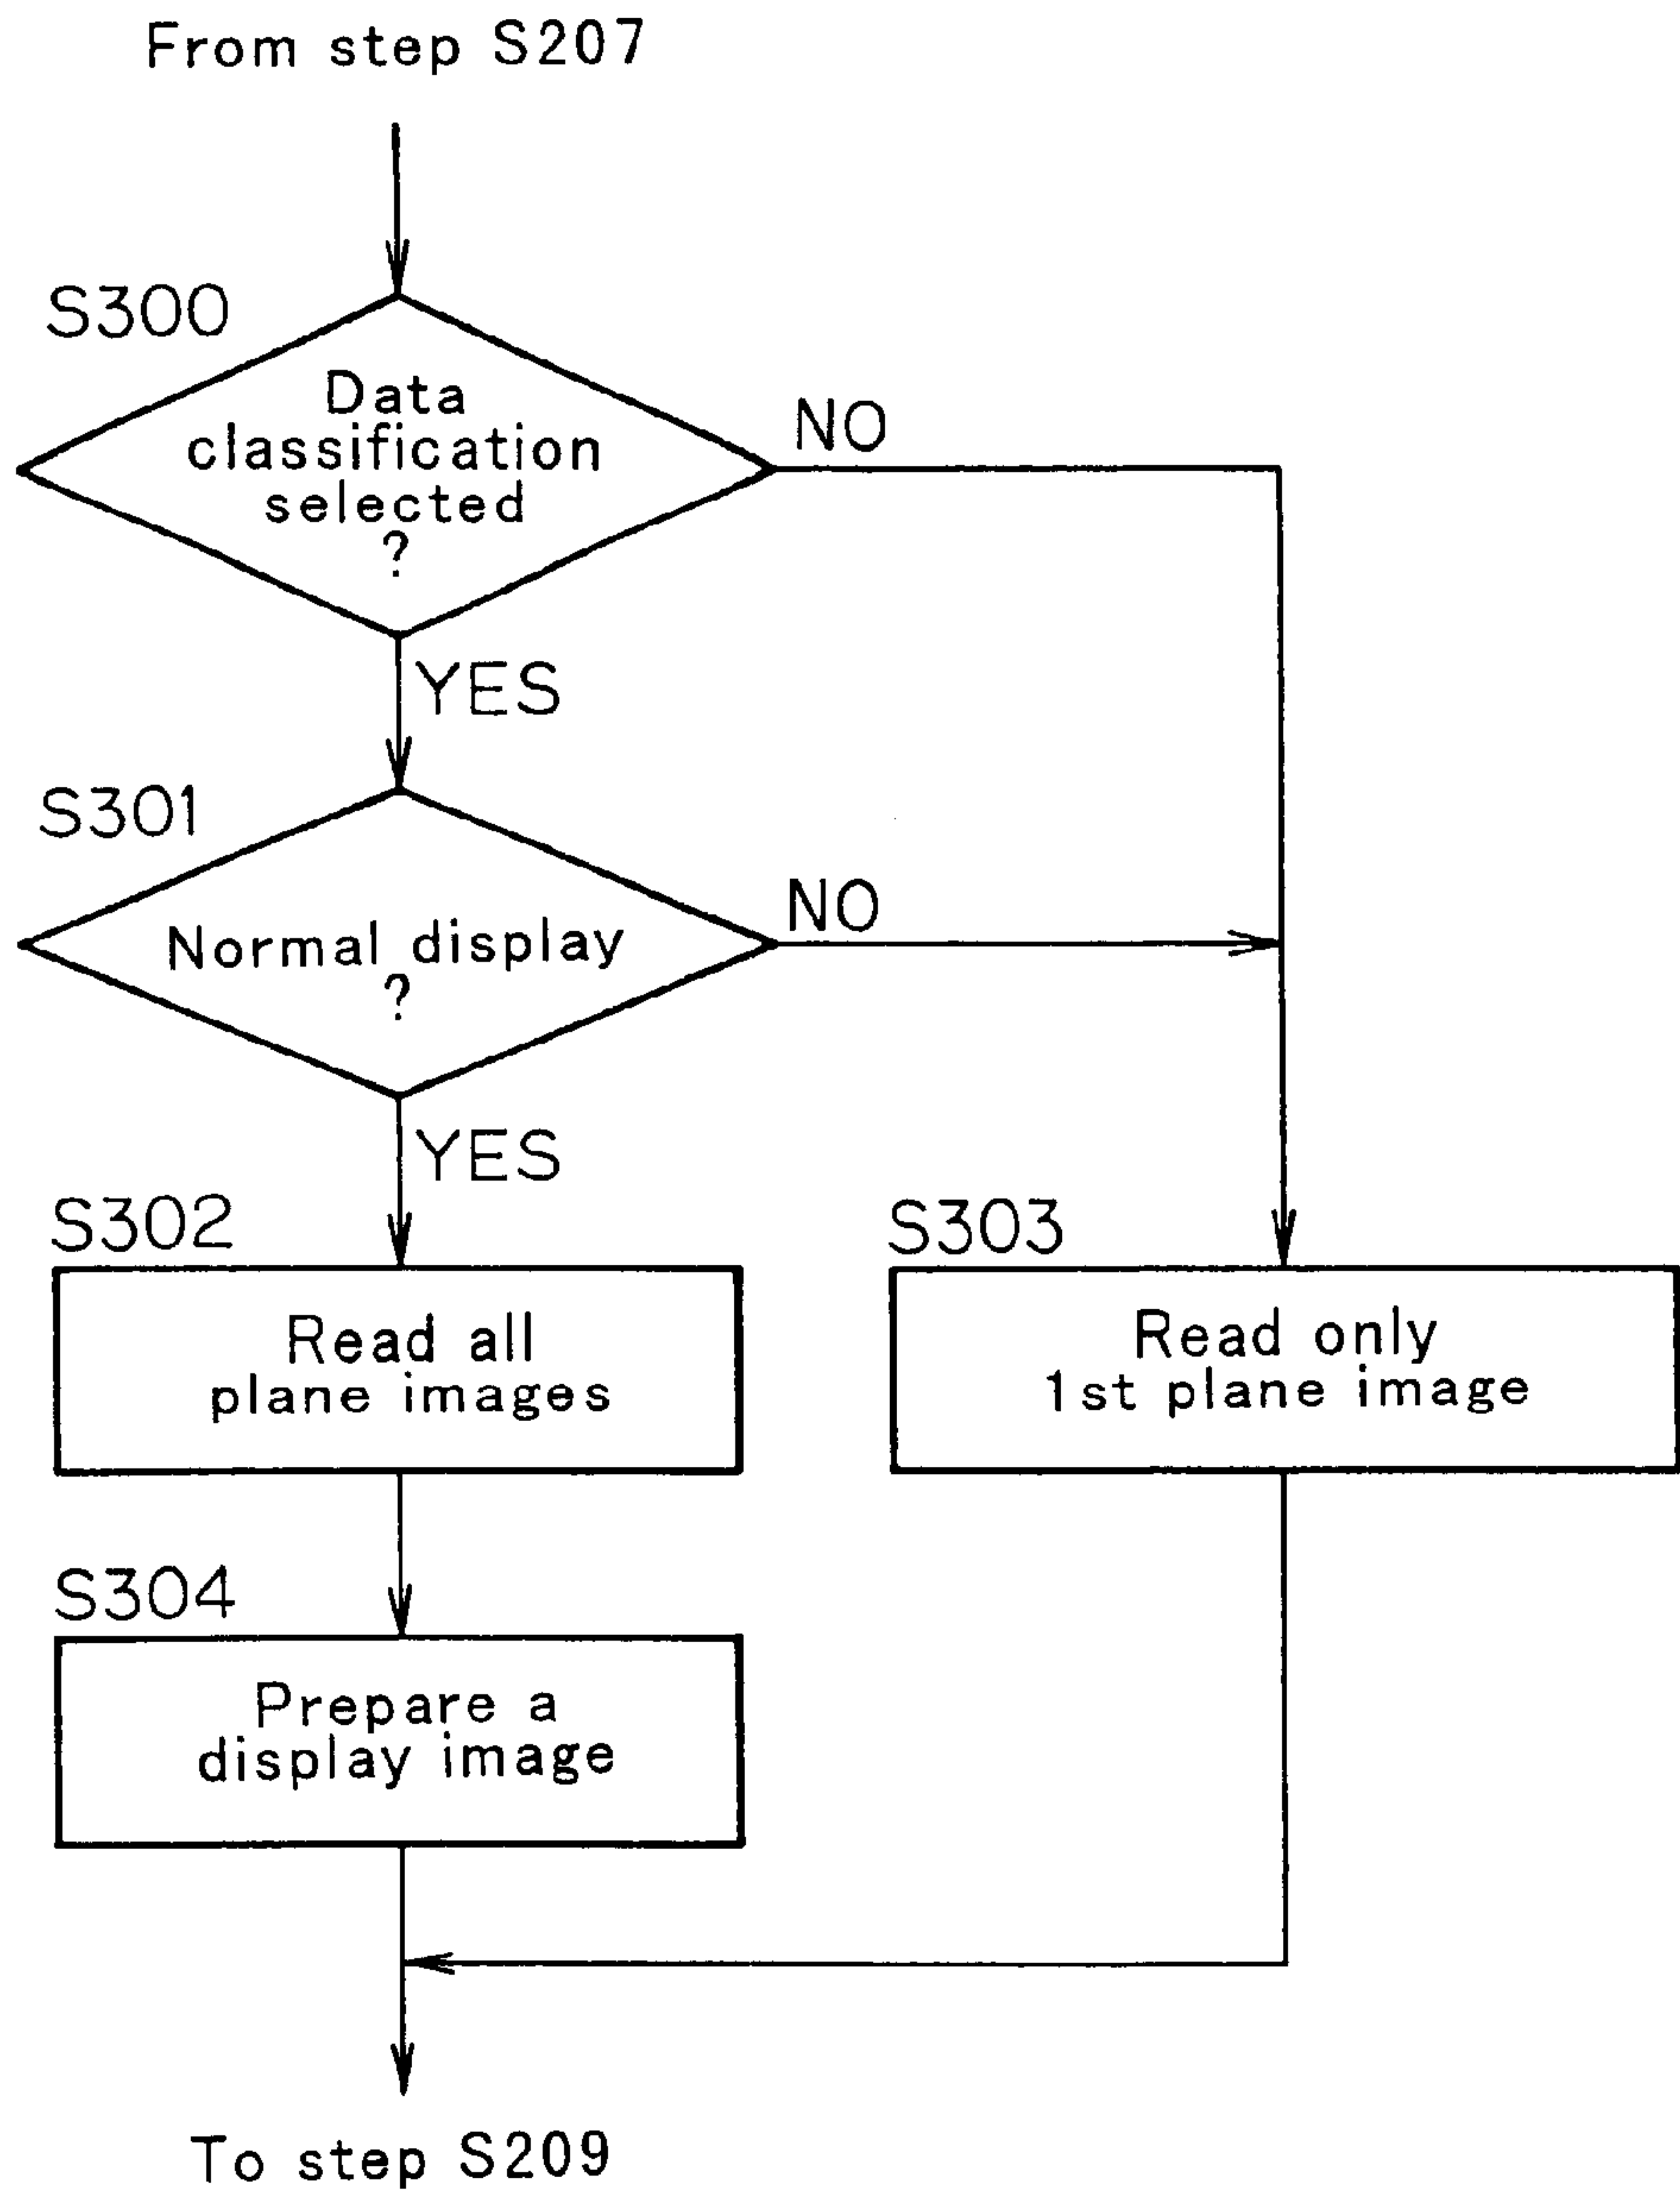 From step S207
S300
Data
classification
selected
?
NO
YES
S301
Normal display
?
NO
YES
S302
Read all
plane images
S303
Read only
1st plane image
S304
Prepare a
display image
To step S209